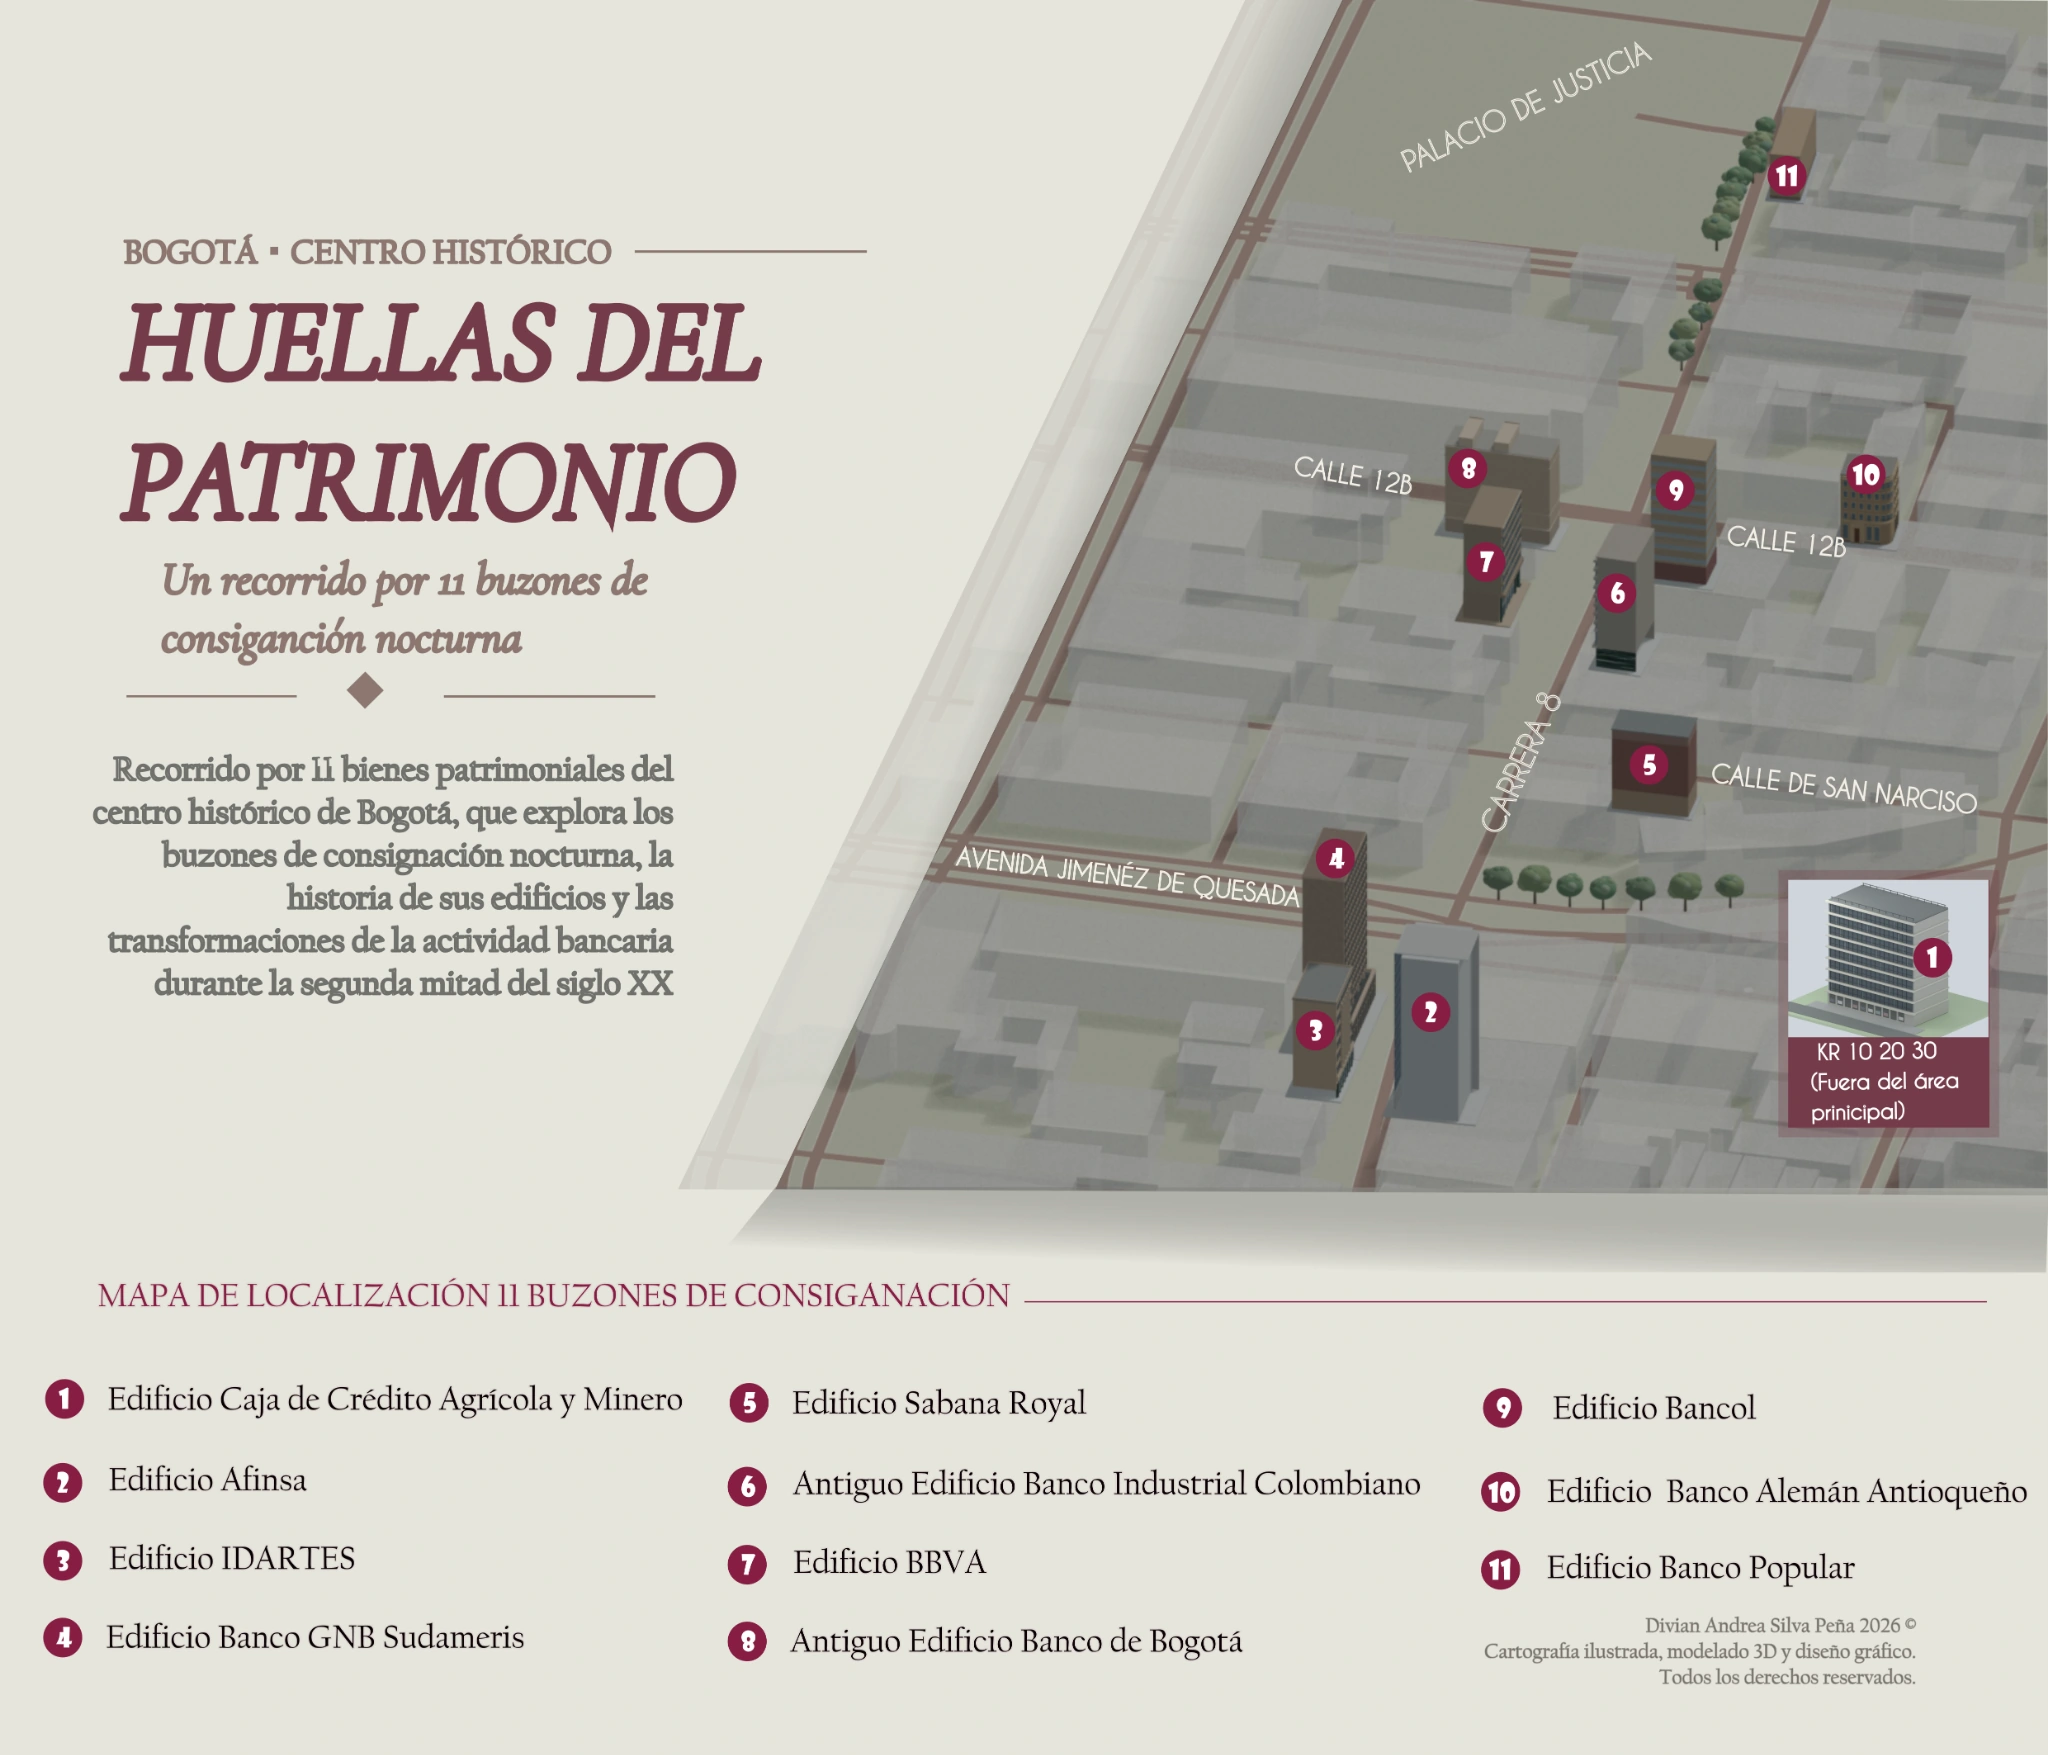 BOGOTÁ ▪ CENTRO HISTÓRICO
HUELLAS DEL
PATRIMONIO
Un recorrido por 11 buzones de
consiganción nocturna
Recorrido por 11 bienes patrimoniales del
centro histórico de Bogotá, que explora los
buzones de consignación nocturna, la
historia de sus edificios y las
transformaciones de la actividad bancaria
durante la segunda mitad del siglo XX
PALACIO DE JUSTICIA
11
CALLE 12B
8
9
10
CALLE 12B
7
6
CARRERA 8
5
CALLE DE SAN NARCISO
AVENIDA JIMENÉZ DE QUESADA
4
3
2
1
KR 10 20 30
(Fuera del área
prinicipal)
MAPA DE LOCALIZACIÓN 11 BUZONES DE CONSIGANACIÓN
1 Edificio Caja de Crédito Agrícola y Minero
2 Edificio Afinsa
3 Edificio IDARTES
4 Edificio Banco GNB Sudameris
5 Edificio Sabana Royal
6 Antiguo Edificio Banco Industrial Colombiano
7 Edificio BBVA
8 Antiguo Edificio Banco de Bogotá
9 Edificio Bancol
10 Edificio Banco Alemán Antioqueño
11 Edificio Banco Popular
Divian Andrea Silva Peña 2026 ©
Cartografía ilustrada, modelado 3D y diseño gráfico.
Todos los derechos reservados.